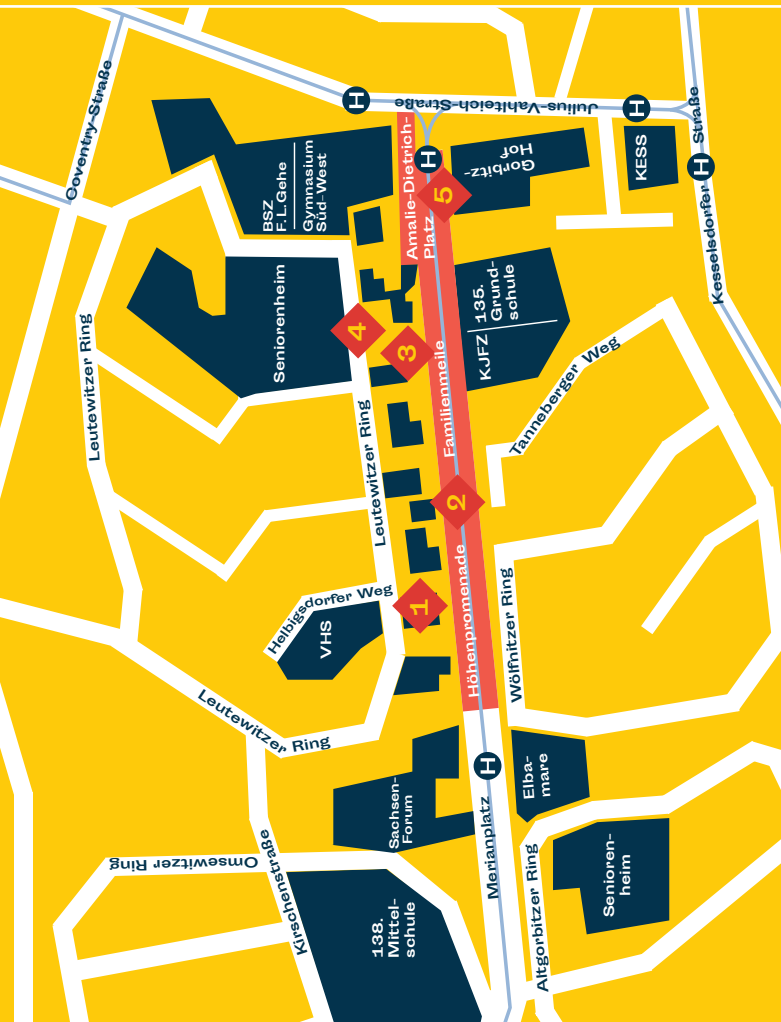 Coventry-Straße
H
Julius-Vahlteich-Straße
H
Kesselsdorfer Straße
H
KESS
Gorbitz-
Hof
BSZ
F.L.Gehe
Gymnasium
Süd-West
Amalie-Dietrich-
Platz
H
5
Seniorenheim
4
3
KJFZ
135.
Grund-
schule
Leutewitzer Ring
Leutewitzer Ring
Familienmeile
Tanneberger Weg
2
Helbigsdorfer Weg
VHS
1
Höhenpromenade
Wölfnitzer Ring
Leutewitzer Ring
H
Sachsen-
Forum
Elba-
mare
Merianplatz
Omsewitzer Ring
Kirschenstraße
138.
Mittel-
schule
Altgorbitzer Ring
Senioren-
heim